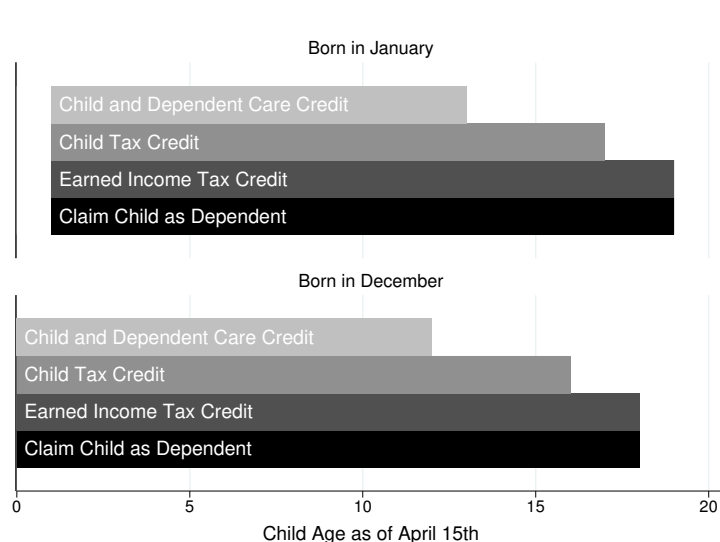 Born in January
Child and Dependent Care Credit
Child Tax Credit
Earned Income Tax Credit
Claim Child as Dependent
Born in December
Child and Dependent Care Credit
Child Tax Credit
Earned Income Tax Credit
Claim Child as Dependent
0 5 10 15 20
Child Age as of April 15th